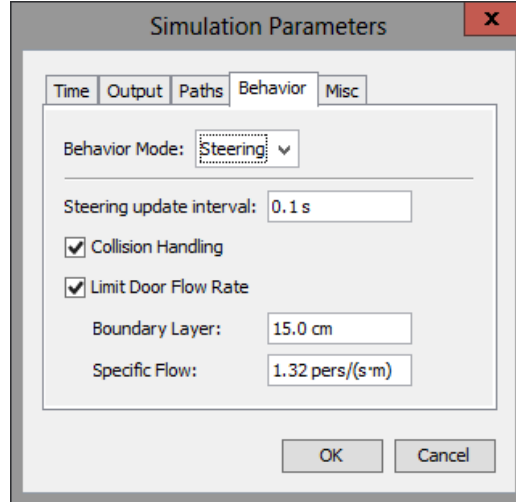 Simulation Parameters x
Time Output Paths Behavior Misc
Behavior Mode: Steering
Steering update interval: 0.1 s
Collision Handling
Limit Door Flow Rate
Boundary Layer: 15.0 cm
Specific Flow: 1.32 pers/(s·m)
OK Cancel